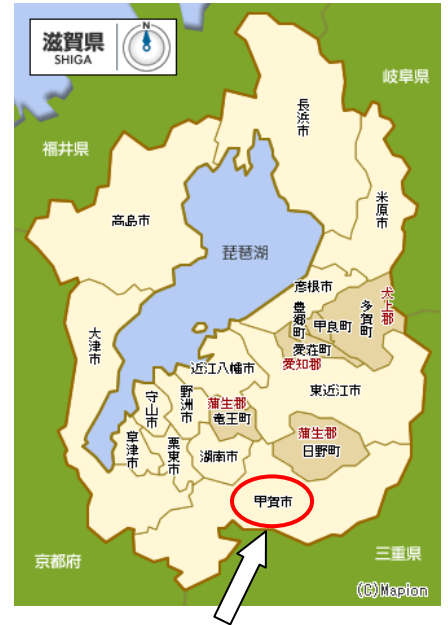 滋賀県
SHIGA
N
岐阜県
長浜市
福井県
米原市
高島市
琵琶湖
彦根市
犬上郡
多賀町
豊郷町
甲良町
大津市
愛荘町
愛知郡
近江八幡市
東近江市
守山市
野洲市
蒲生郡
竜王町
草津市
栗東市
湖南市
蒲生郡
日野町
甲賀市
京都府
三重県
(C)Mapion